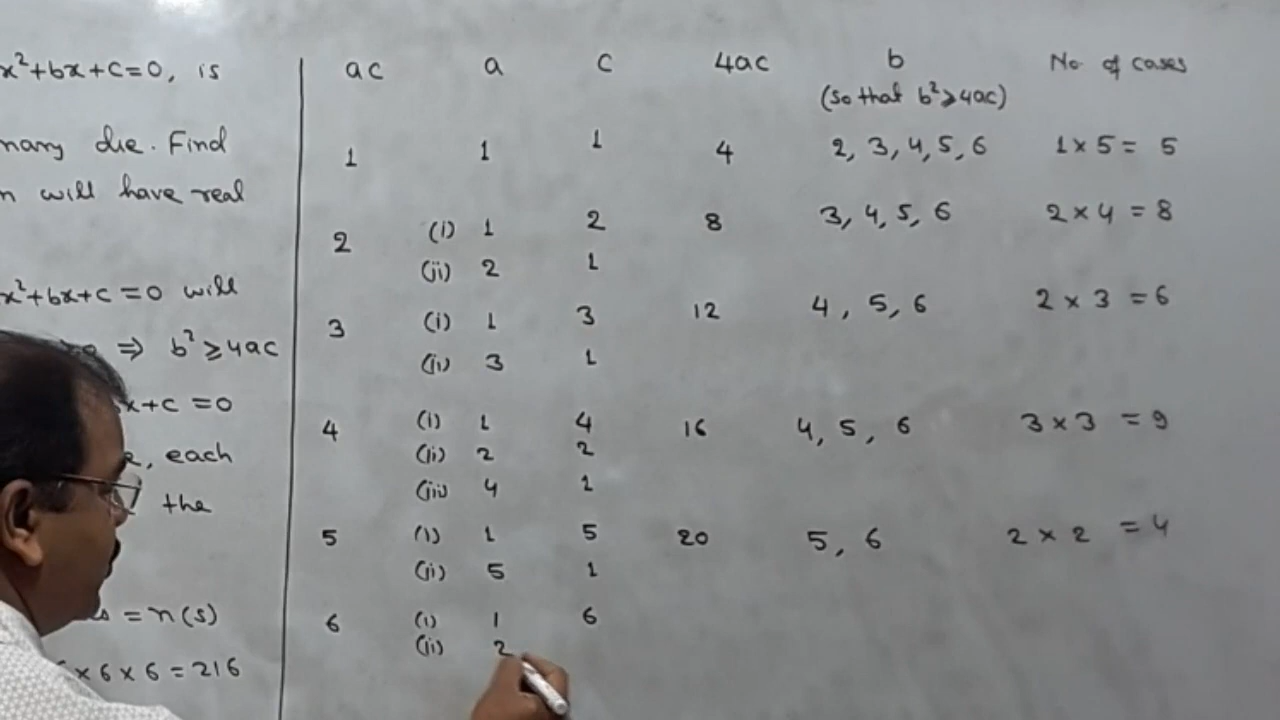 x²+bx+c=0, is
nary die. Find
n will have real
x²+bx+c=0 will
⇒ b²≥4ac
x+c=0
, each
the
=n(s)
×6×6=216
ac a c 4ac b No of cases
(so that b²≥4ac)
1 1 1 4 2, 3, 4, 5, 6 1×5= 5
2 (i) 1 2 8 3, 4, 5, 6 2×4=8
(ii) 2 1
3 (i) 1 3 12 4, 5, 6 2×3=6
(ii) 3 1
4 (i) 1 4 16 4, 5, 6 3×3 =9
(ii) 2 2
(iii) 4 1
5 (i) 1 5 20 5, 6 2×2 =4
(ii) 5 1
6 (i) 1 6
(ii) 2